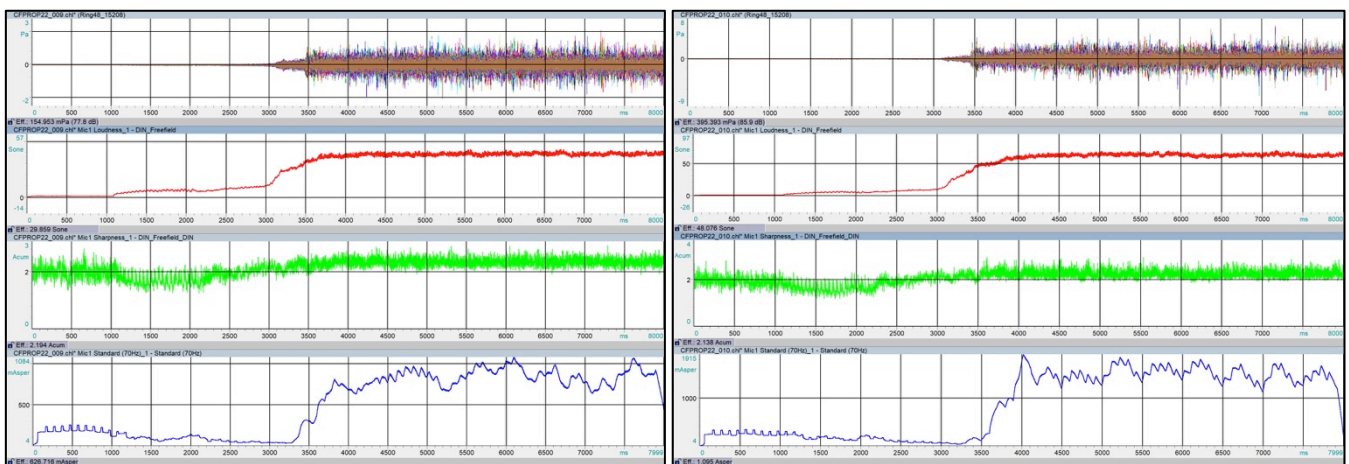 CFPROP22_009.chl* (Ring48_15208)
3
Pa
0
-2
500 1000 1500 2000 2500 3000 3500 4000 4500 5000 5500 6000 6500 7000 ms 8000
Eff.: 154.953 mPa (77.8 dB)
CFPROP22_009.chl* Mic1 Loudness_1 - DIN_Freefield
57
Sone
0
-14
0 500 1000 1500 2000 2500 3000 3500 4000 4500 5000 5500 6000 6500 7000 ms 8000
Eff.: 29.859 Sone
CFPROP22_009.chl* Mic1 Sharpness_1 - DIN_Freefield_DIN
3
Acum
2
0
0 500 1000 1500 2000 2500 3000 3500 4000 4500 5000 5500 6000 6500 7000 ms 8000
Eff.: 2.194 Acum
CFPROP22_009.chl* Mic1 Standard (70Hz)_1 - Standard (70Hz)
1084
mAsper
500
4
0 500 1000 1500 2000 2500 3000 3500 4000 4500 5000 5500 6000 6500 7000 ms 7999
Eff.: 626.716 mAsper
CFPROP22_010.chl* (Ring48_15208)
8
Pa
0
-9
500 1000 1500 2000 2500 3000 3500 4000 4500 5000 5500 6000 6500 7000 ms 8000
Eff.: 395.393 mPa (85.9 dB)
CFPROP22_010.chl* Mic1 Loudness_1 - DIN_Freefield
97
Sone
50
0
-26
0 500 1000 1500 2000 2500 3000 3500 4000 4500 5000 5500 6000 6500 7000 ms 8000
Eff.: 48.076 Sone
CFPROP22_010.chl* Mic1 Sharpness_1 - DIN_Freefield_DIN
4
Acum
2
0
0 500 1000 1500 2000 2500 3000 3500 4000 4500 5000 5500 6000 6500 7000 ms 8000
Eff.: 2.138 Acum
CFPROP22_010.chl* Mic1 Standard (70Hz)_1 - Standard (70Hz)
1915
mAsper
1000
4
0 500 1000 1500 2000 2500 3000 3500 4000 4500 5000 5500 6000 6500 7000 ms 7999
Eff.: 1.095 Asper